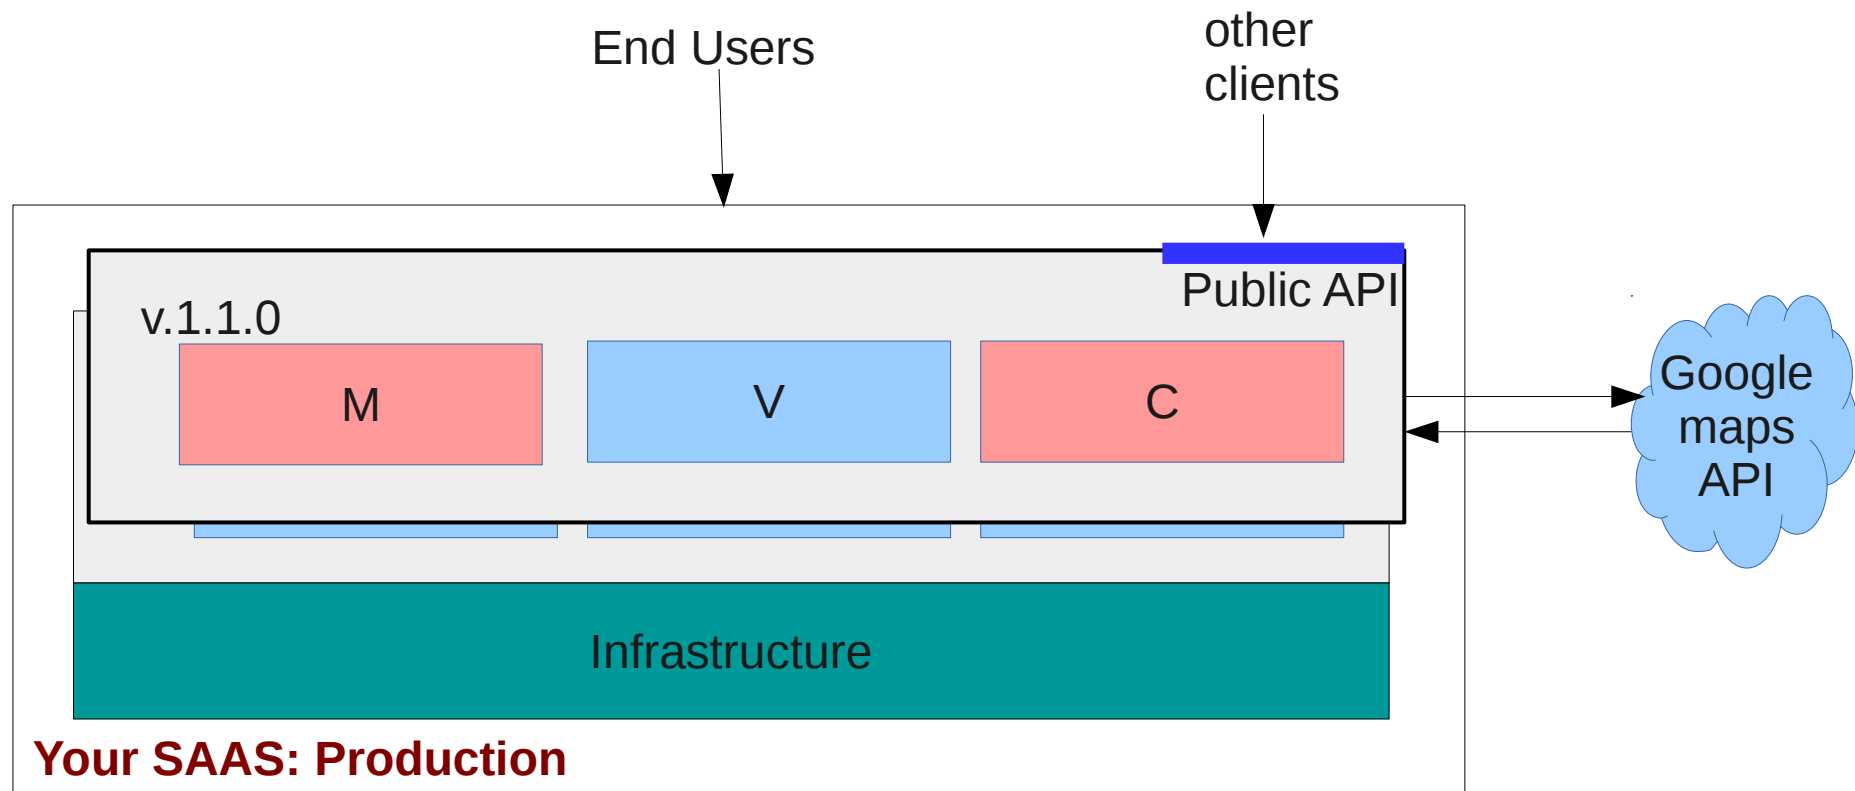 End Users
other
clients
Public API
v.1.1.0
M
V
C
Google
maps
API
Infrastructure
Your SAAS: Production